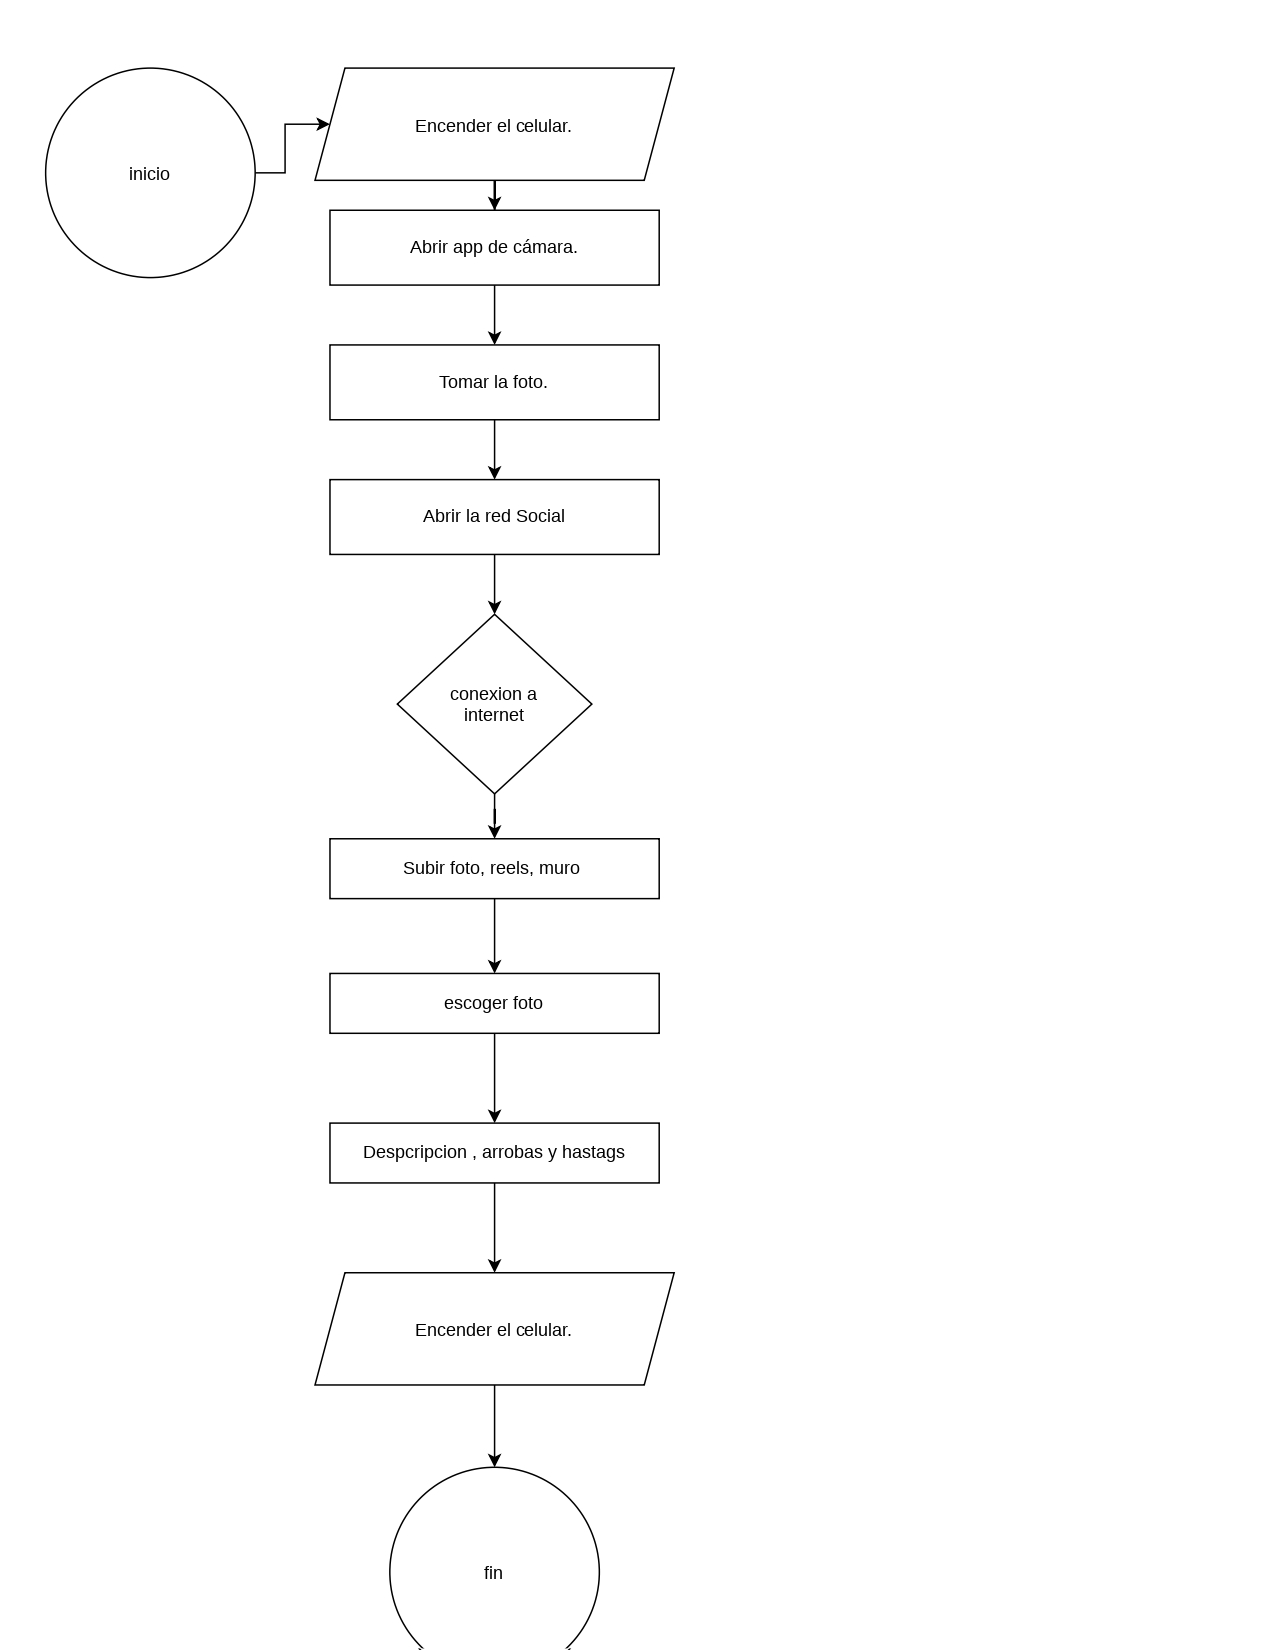 inicio
Encender el celular.
Abrir app de cámara.
Tomar la foto.
Abrir la red Social
conexion a
internet
Subir foto, reels, muro
escoger foto
Despcripcion , arrobas y hastags
Encender el celular.
fin